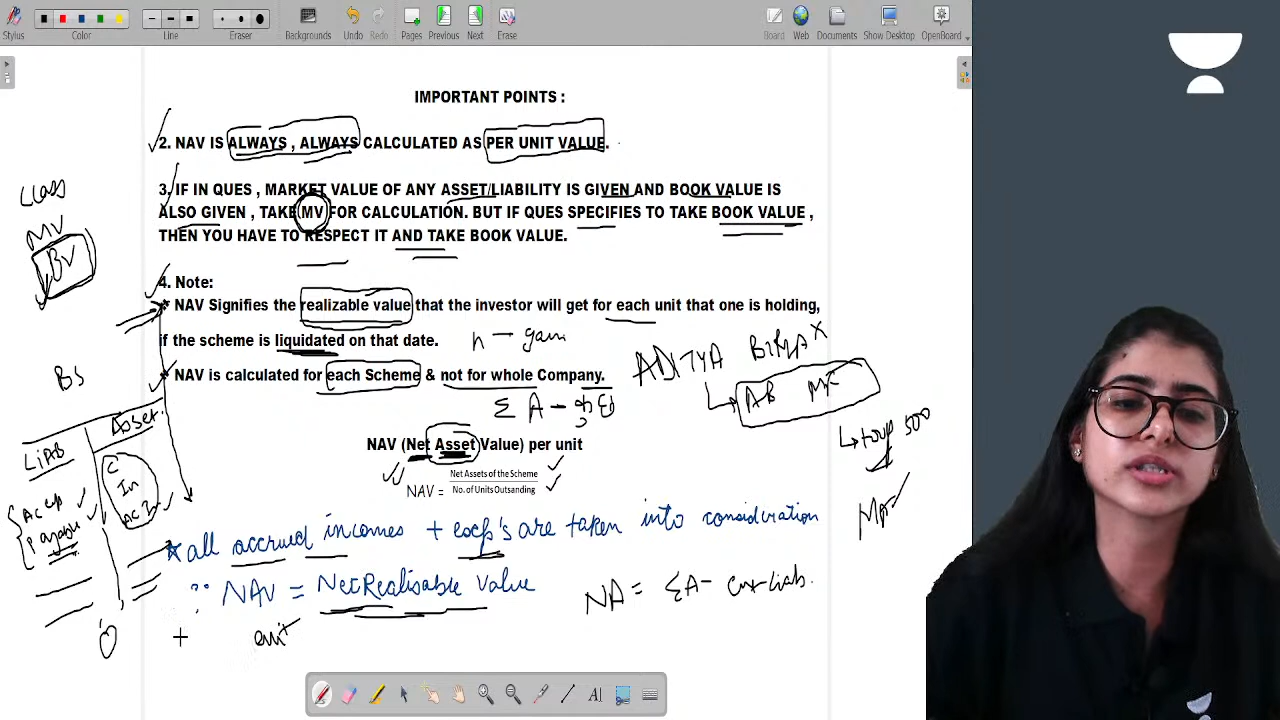 Stylus Color Line Eraser Backgrounds Undo Redo Pages Previous Next Erase Board Web Documents Show Desktop OpenBoard
IMPORTANT POINTS :
2. NAV IS ALWAYS , ALWAYS CALCULATED AS PER UNIT VALUE.
3. IF IN QUES , MARKET VALUE OF ANY ASSET/LIABILITY IS GIVEN AND BOOK VALUE IS
ALSO GIVEN , TAKE MV FOR CALCULATION. BUT IF QUES SPECIFIES TO TAKE BOOK VALUE ,
THEN YOU HAVE TO RESPECT IT AND TAKE BOOK VALUE.
Class
MV
BV
4. Note:
* NAV Signifies the realizable value that the investor will get for each unit that one is holding,
if the scheme is liquidated on that date.
* NAV is calculated for each Scheme & not for whole Company.
ADITYA BIRLA
AB MF
500
BS
LiAB Asset
payable
C
In
NAV (Net Asset Value) per unit
NAV = Net Assets of the Scheme
No. of Units Outsanding
* all accrued incomes + exp's are taken into consideration
∵ NAV = Net Realisable Value
NA = ΣA -